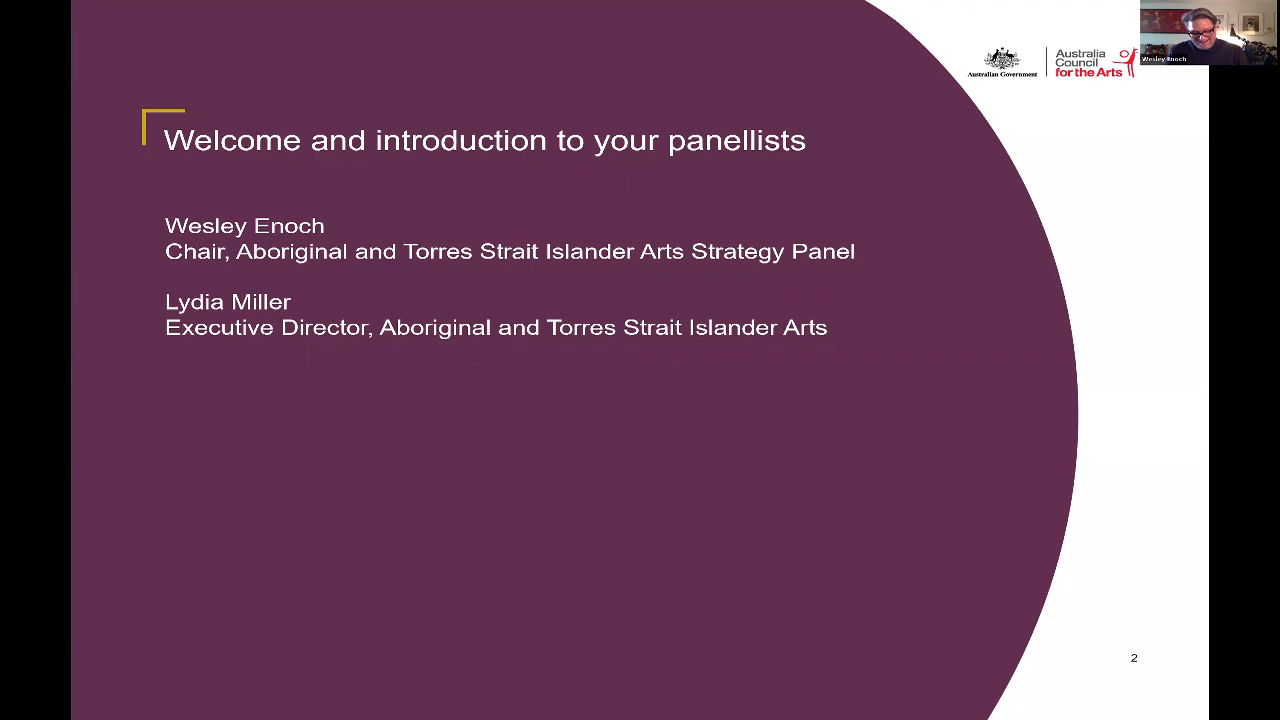 Australian Government
Australia
Council
for the Arts
Wesley Enoch
Welcome and introduction to your panellists
Wesley Enoch
Chair, Aboriginal and Torres Strait Islander Arts Strategy Panel
Lydia Miller
Executive Director, Aboriginal and Torres Strait Islander Arts
2